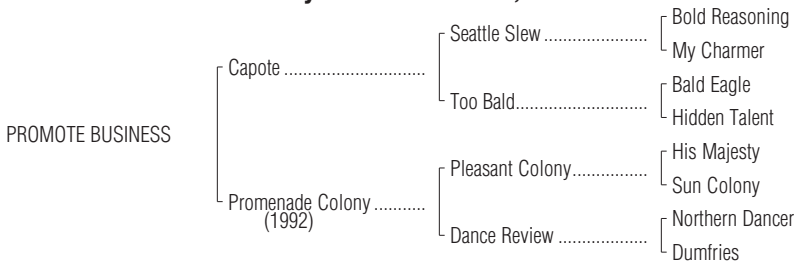 Bold Reasoning
Seattle Slew ......................
My Charmer
Capote .............................
Bald Eagle
Too Bald............................
Hidden Talent
PROMOTE BUSINESS
His Majesty
Pleasant Colony................
Sun Colony
Promenade Colony ...........
(1992)
Northern Dancer
Dance Review ...................
Dumfries